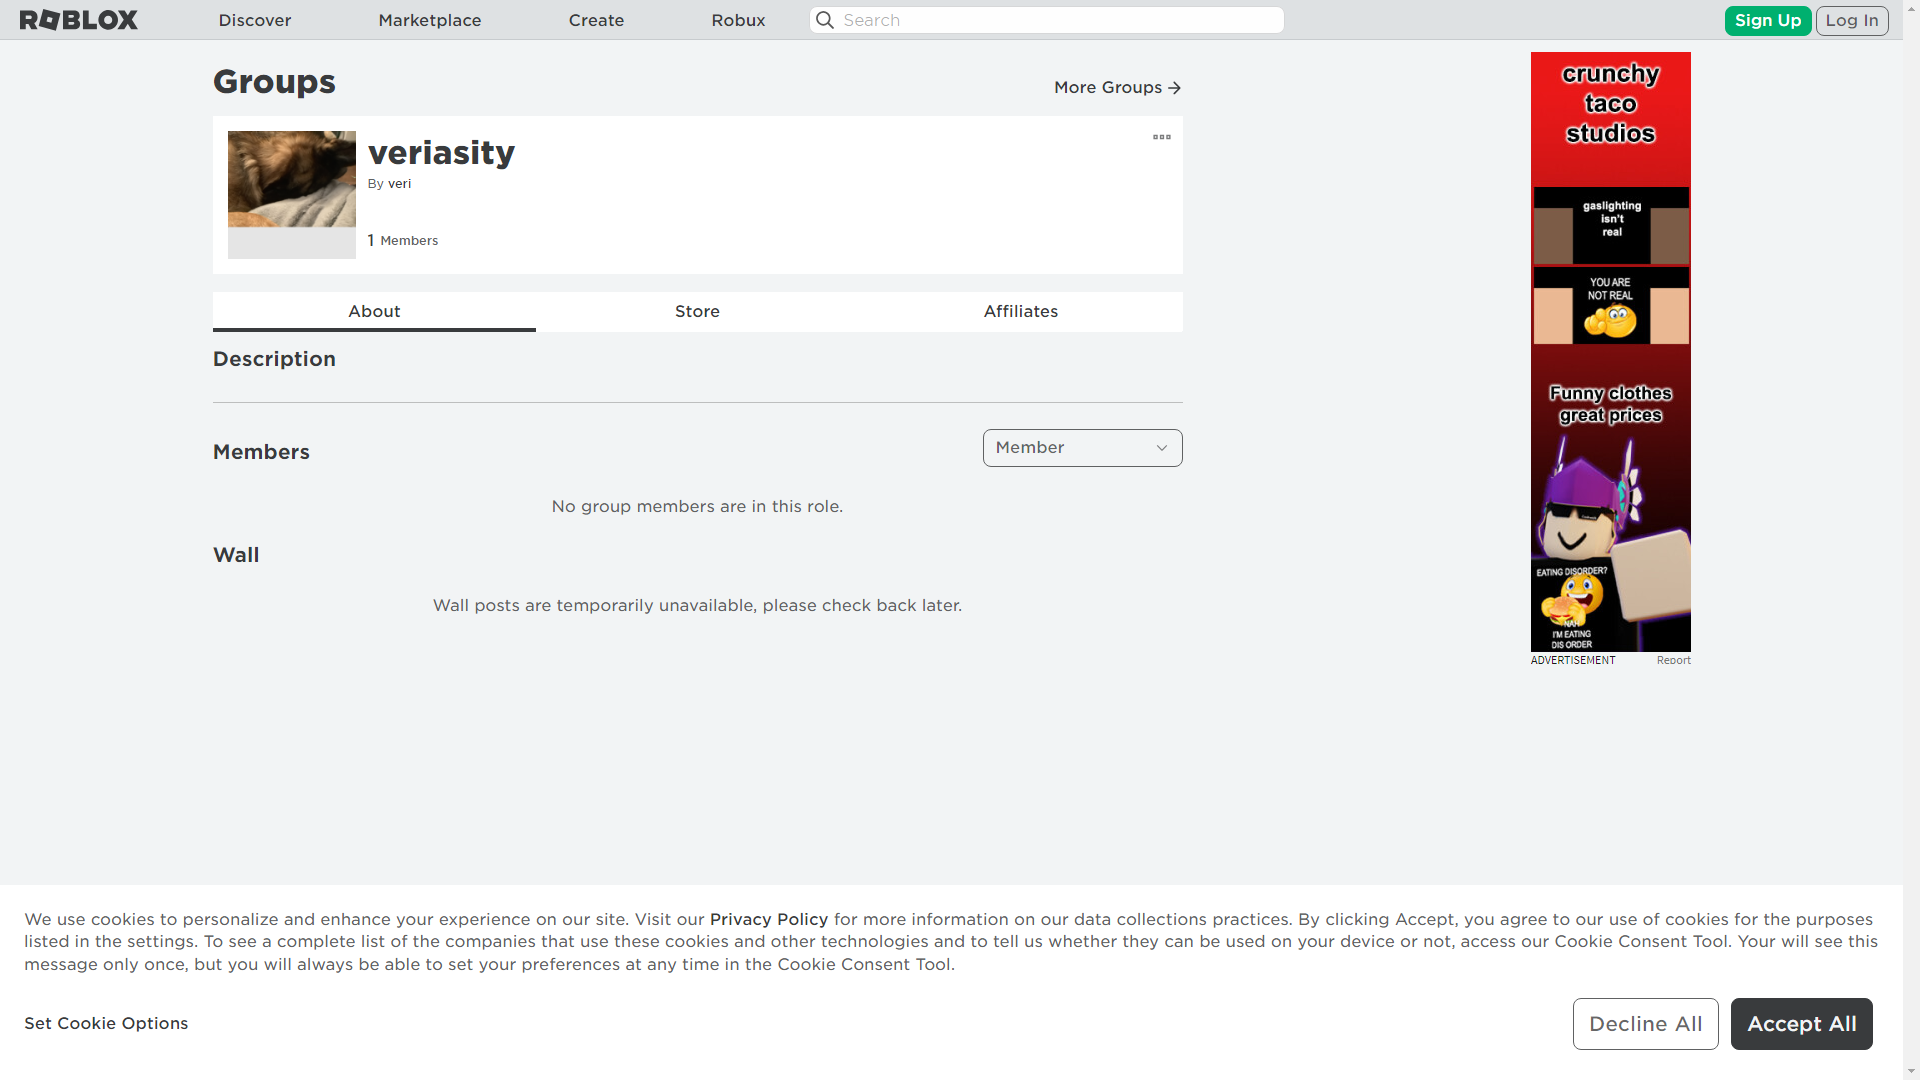 ROBLOX
Discover
Marketplace
Create
Robux
Search
Sign Up
Log In
Groups
More Groups
veriasity
By veri
1 Members
About
Store
Affiliates
Description
Members
Member
No group members are in this role.
Wall
Wall posts are temporarily unavailable, please check back later.
crunchy
taco
studios
gaslighting
isn't
real
YOU ARE
NOT REAL
Funny clothes
great prices
EATING DISORDER?
NAH
I'M EATING
DIS ORDER
ADVERTISEMENT
Report
We use cookies to personalize and enhance your experience on our site. Visit our Privacy Policy for more information on our data collections practices. By clicking Accept, you agree to our use of cookies for the purposes
listed in the settings. To see a complete list of the companies that use these cookies and other technologies and to tell us whether they can be used on your device or not, access our Cookie Consent Tool. Your will see this
message only once, but you will always be able to set your preferences at any time in the Cookie Consent Tool.
Set Cookie Options
Decline All
Accept All